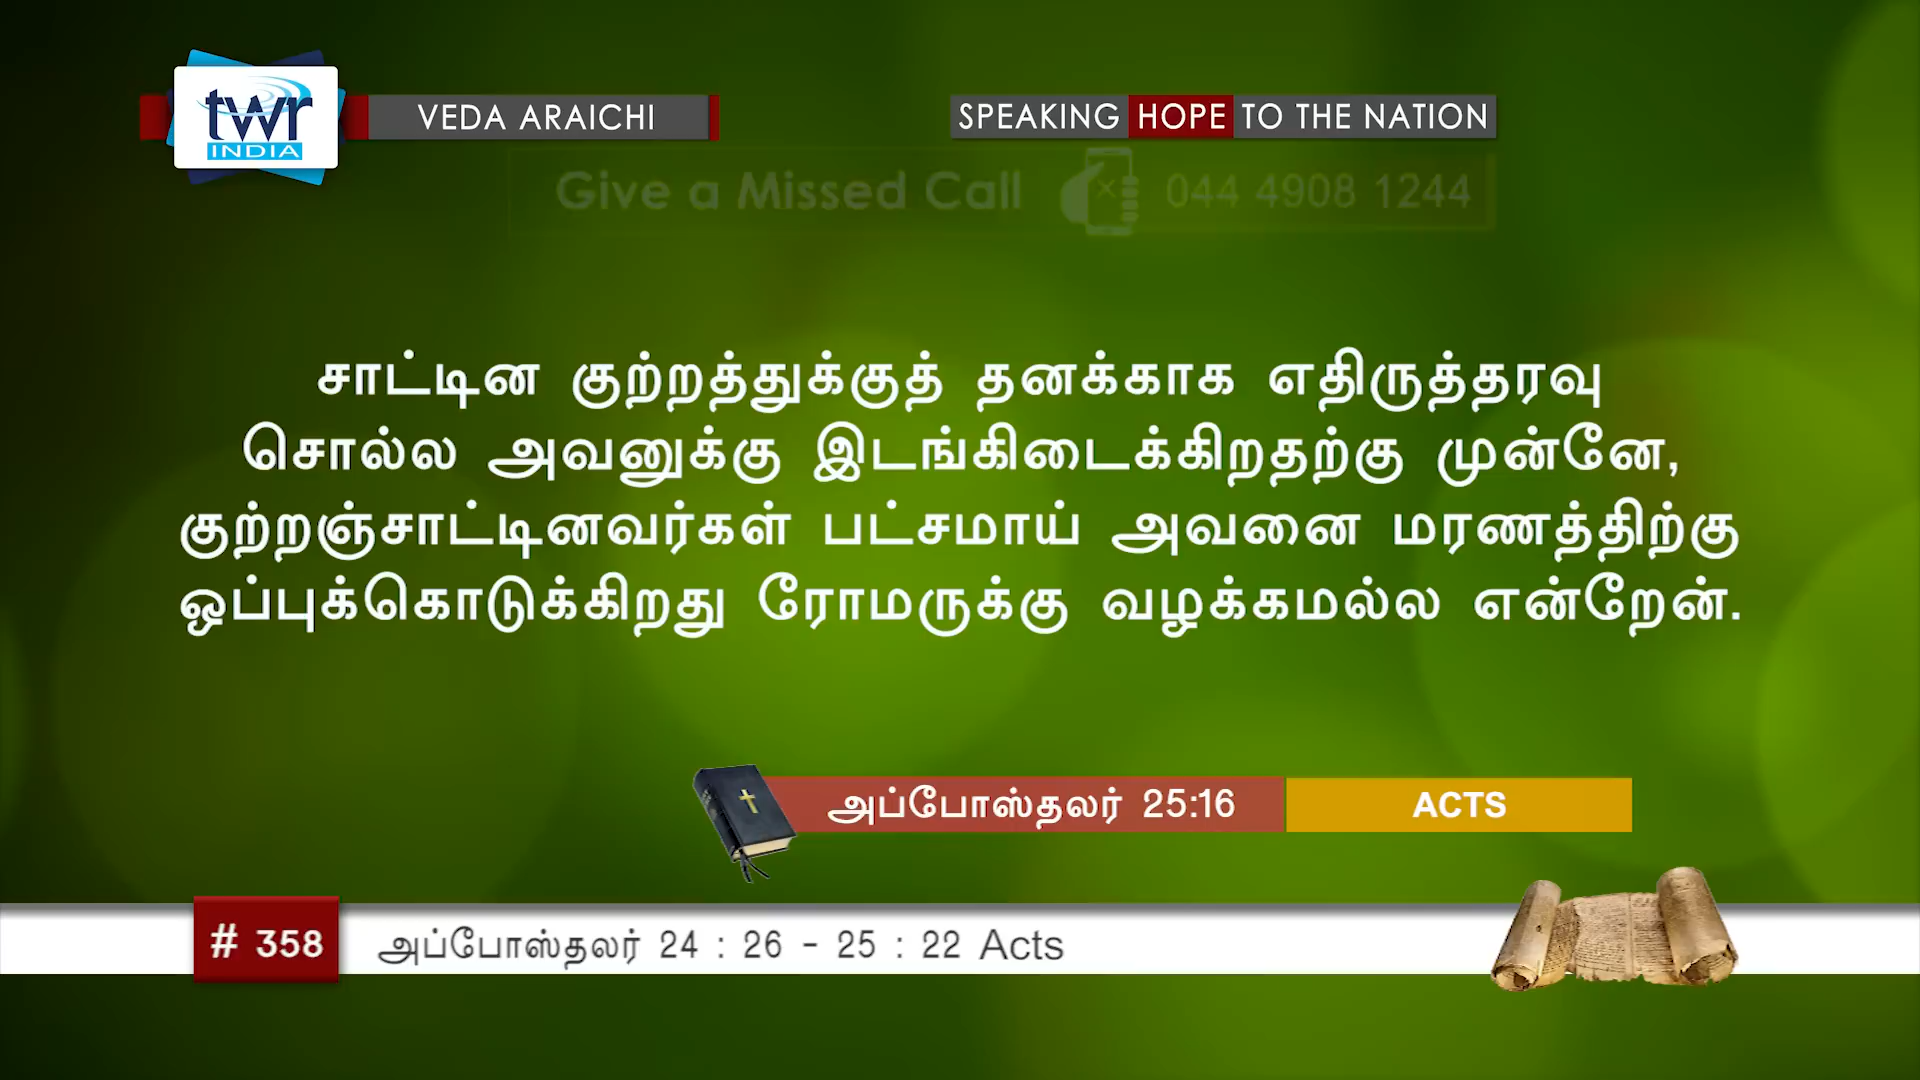 twr
INDIA
VEDA ARAICHI
SPEAKING HOPE TO THE NATION
Give a Missed Call 044 4908 1244
சாட்டின குற்றத்துக்குத் தனக்காக எதிருத்தரவு
சொல்ல அவனுக்கு இடங்கிடைக்கிறதற்கு முன்னே,
குற்றஞ்சாட்டினவர்கள் பட்சமாய் அவனை மரணத்திற்கு
ஒப்புக்கொடுக்கிறது ரோமருக்கு வழக்கமல்ல என்றேன்.
அப்போஸ்தலர் 25:16 ACTS
# 358 அப்போஸ்தலர் 24 : 26 - 25 : 22 Acts